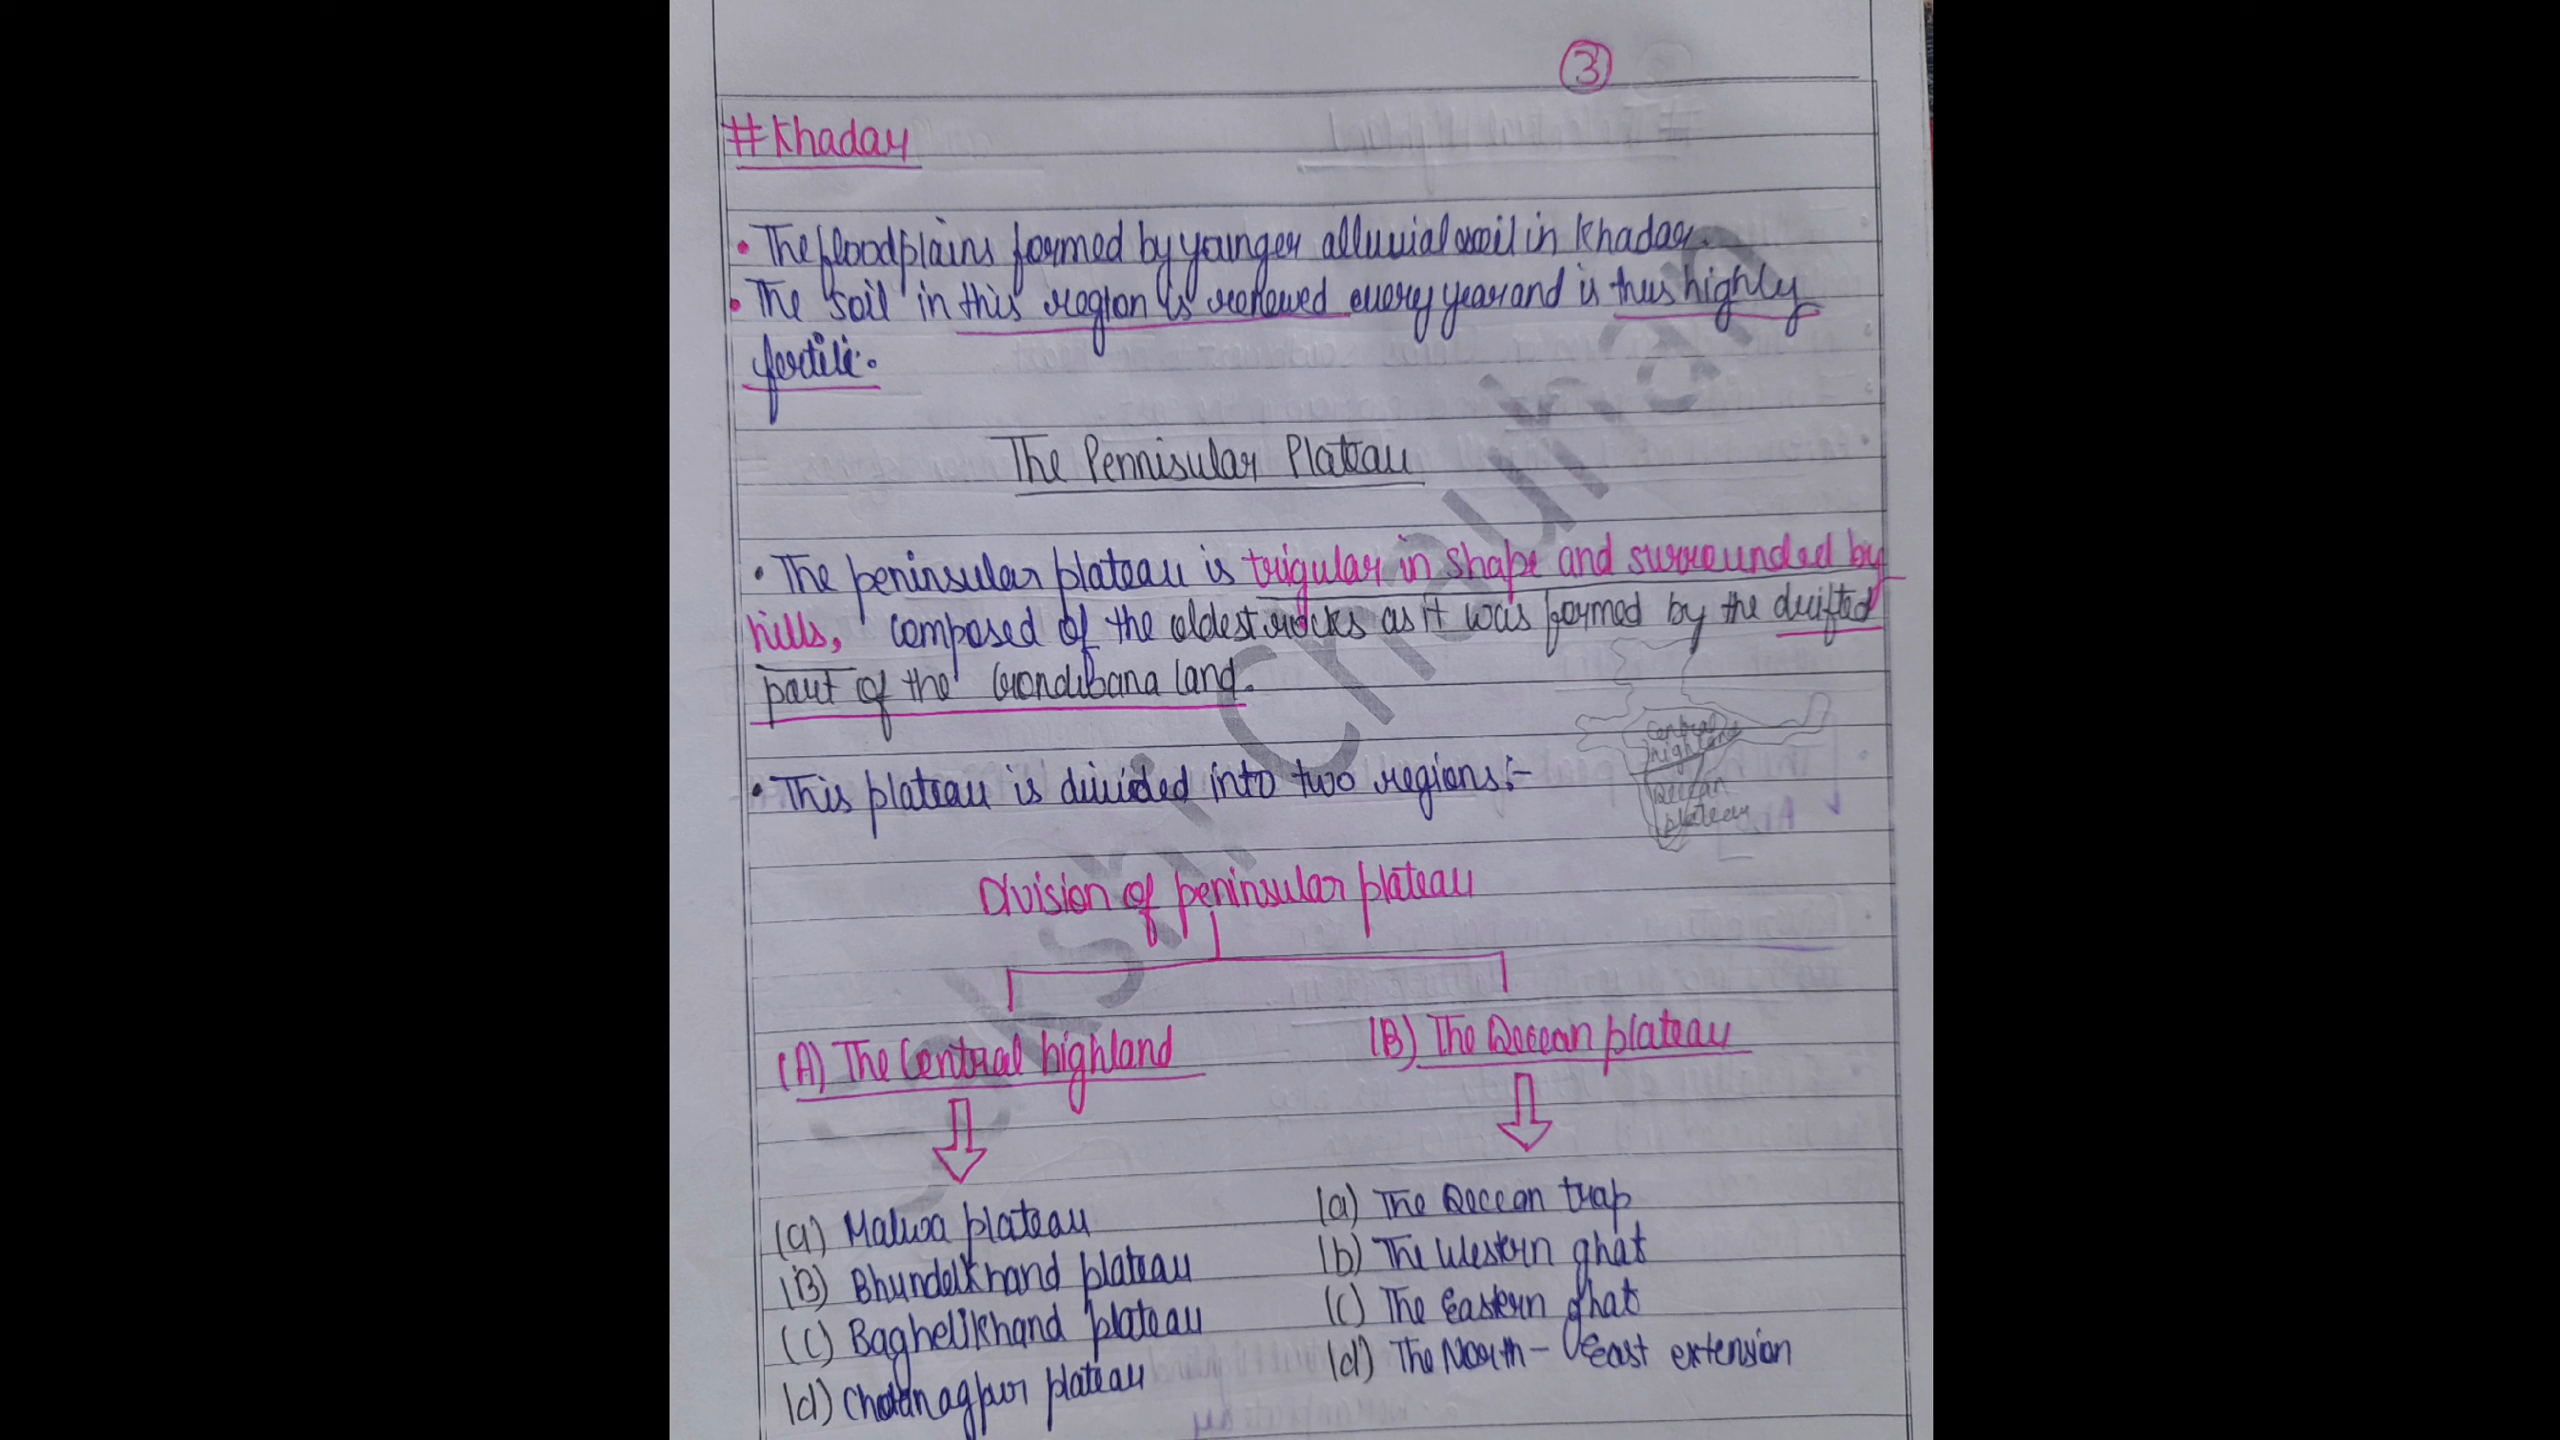 3
#Khadar
• The floodplains formed by younger alluvial soil in Khadar.
• The soil in this region is renewed every year and is thus highly
fertile.
The Pennisular Plateau
• The peninsular plateau is trigular in shape and surrounded by
hills, composed of the oldest rocks as it was formed by the drifted
part of the Gondibana land.
Central
highland
Deccan
plateau
• This plateau is divided into two regions:-
Division of peninsular plateau
(A) The Central highland (B) The Deccan plateau
(a) Malwa plateau (a) The Deccan trap
(B) Bhundelkhand plateau (b) The Western ghat
(C) Baghelkhand plateau (c) The Eastern ghat
(d) Chotanagpur plateau (d) The North-East extension